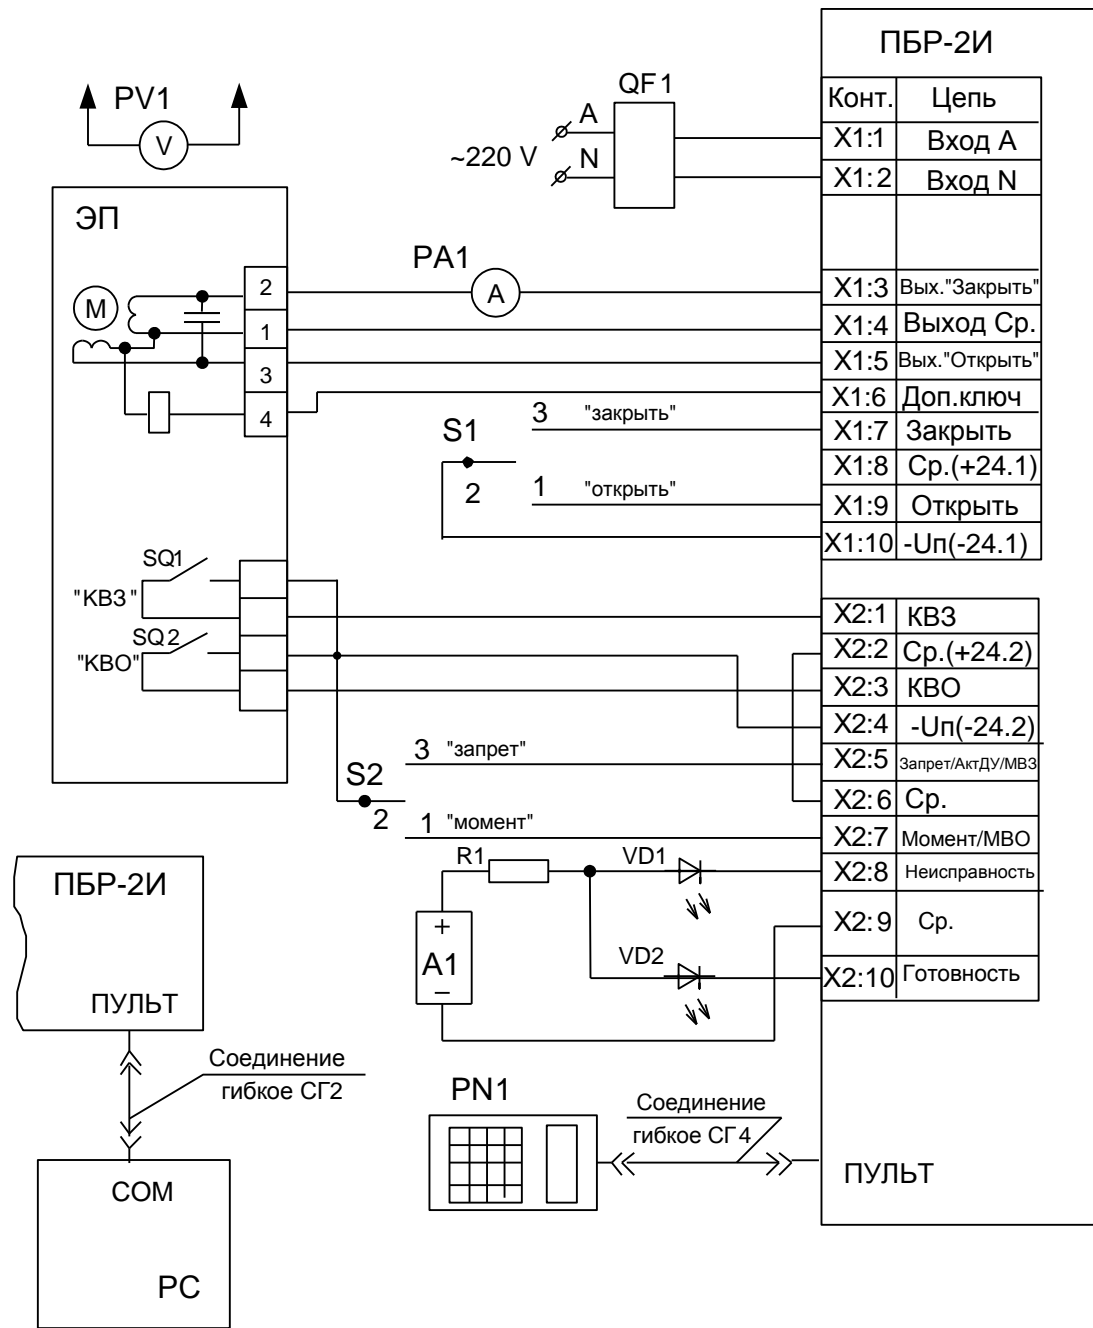 ПБР-2И
Конт. Цепь
X1:1 Вход А
X1:2 Вход N
X1:3 Вых."Закрыть"
X1:4 Выход Ср.
X1:5 Вых."Открыть"
X1:6 Доп.ключ
X1:7 Закрыть
X1:8 Ср.(+24.1)
X1:9 Открыть
X1:10 -Uп(-24.1)
X2:1 КВЗ
X2:2 Ср.(+24.2)
X2:3 КВО
X2:4 -Uп(-24.2)
X2:5 Запрет/АктДУ/МВЗ
X2:6 Ср.
X2:7 Момент/МВО
X2:8 Неисправность
X2:9 Ср.
X2:10 Готовность
ПУЛЬТ
PV1
V
QF1
A
~220 V
N
ЭП
PA1
A
M
2
1
3
4
S1
3 "закрыть"
2
1 "открыть"
SQ1
"КВЗ"
SQ2
"КВО"
S2
3 "запрет"
2
1 "момент"
R1
VD1
+
A1
–
VD2
ПБР-2И
ПУЛЬТ
Соединение
гибкое СГ2
COM
PC
PN1
Соединение
гибкое СГ4